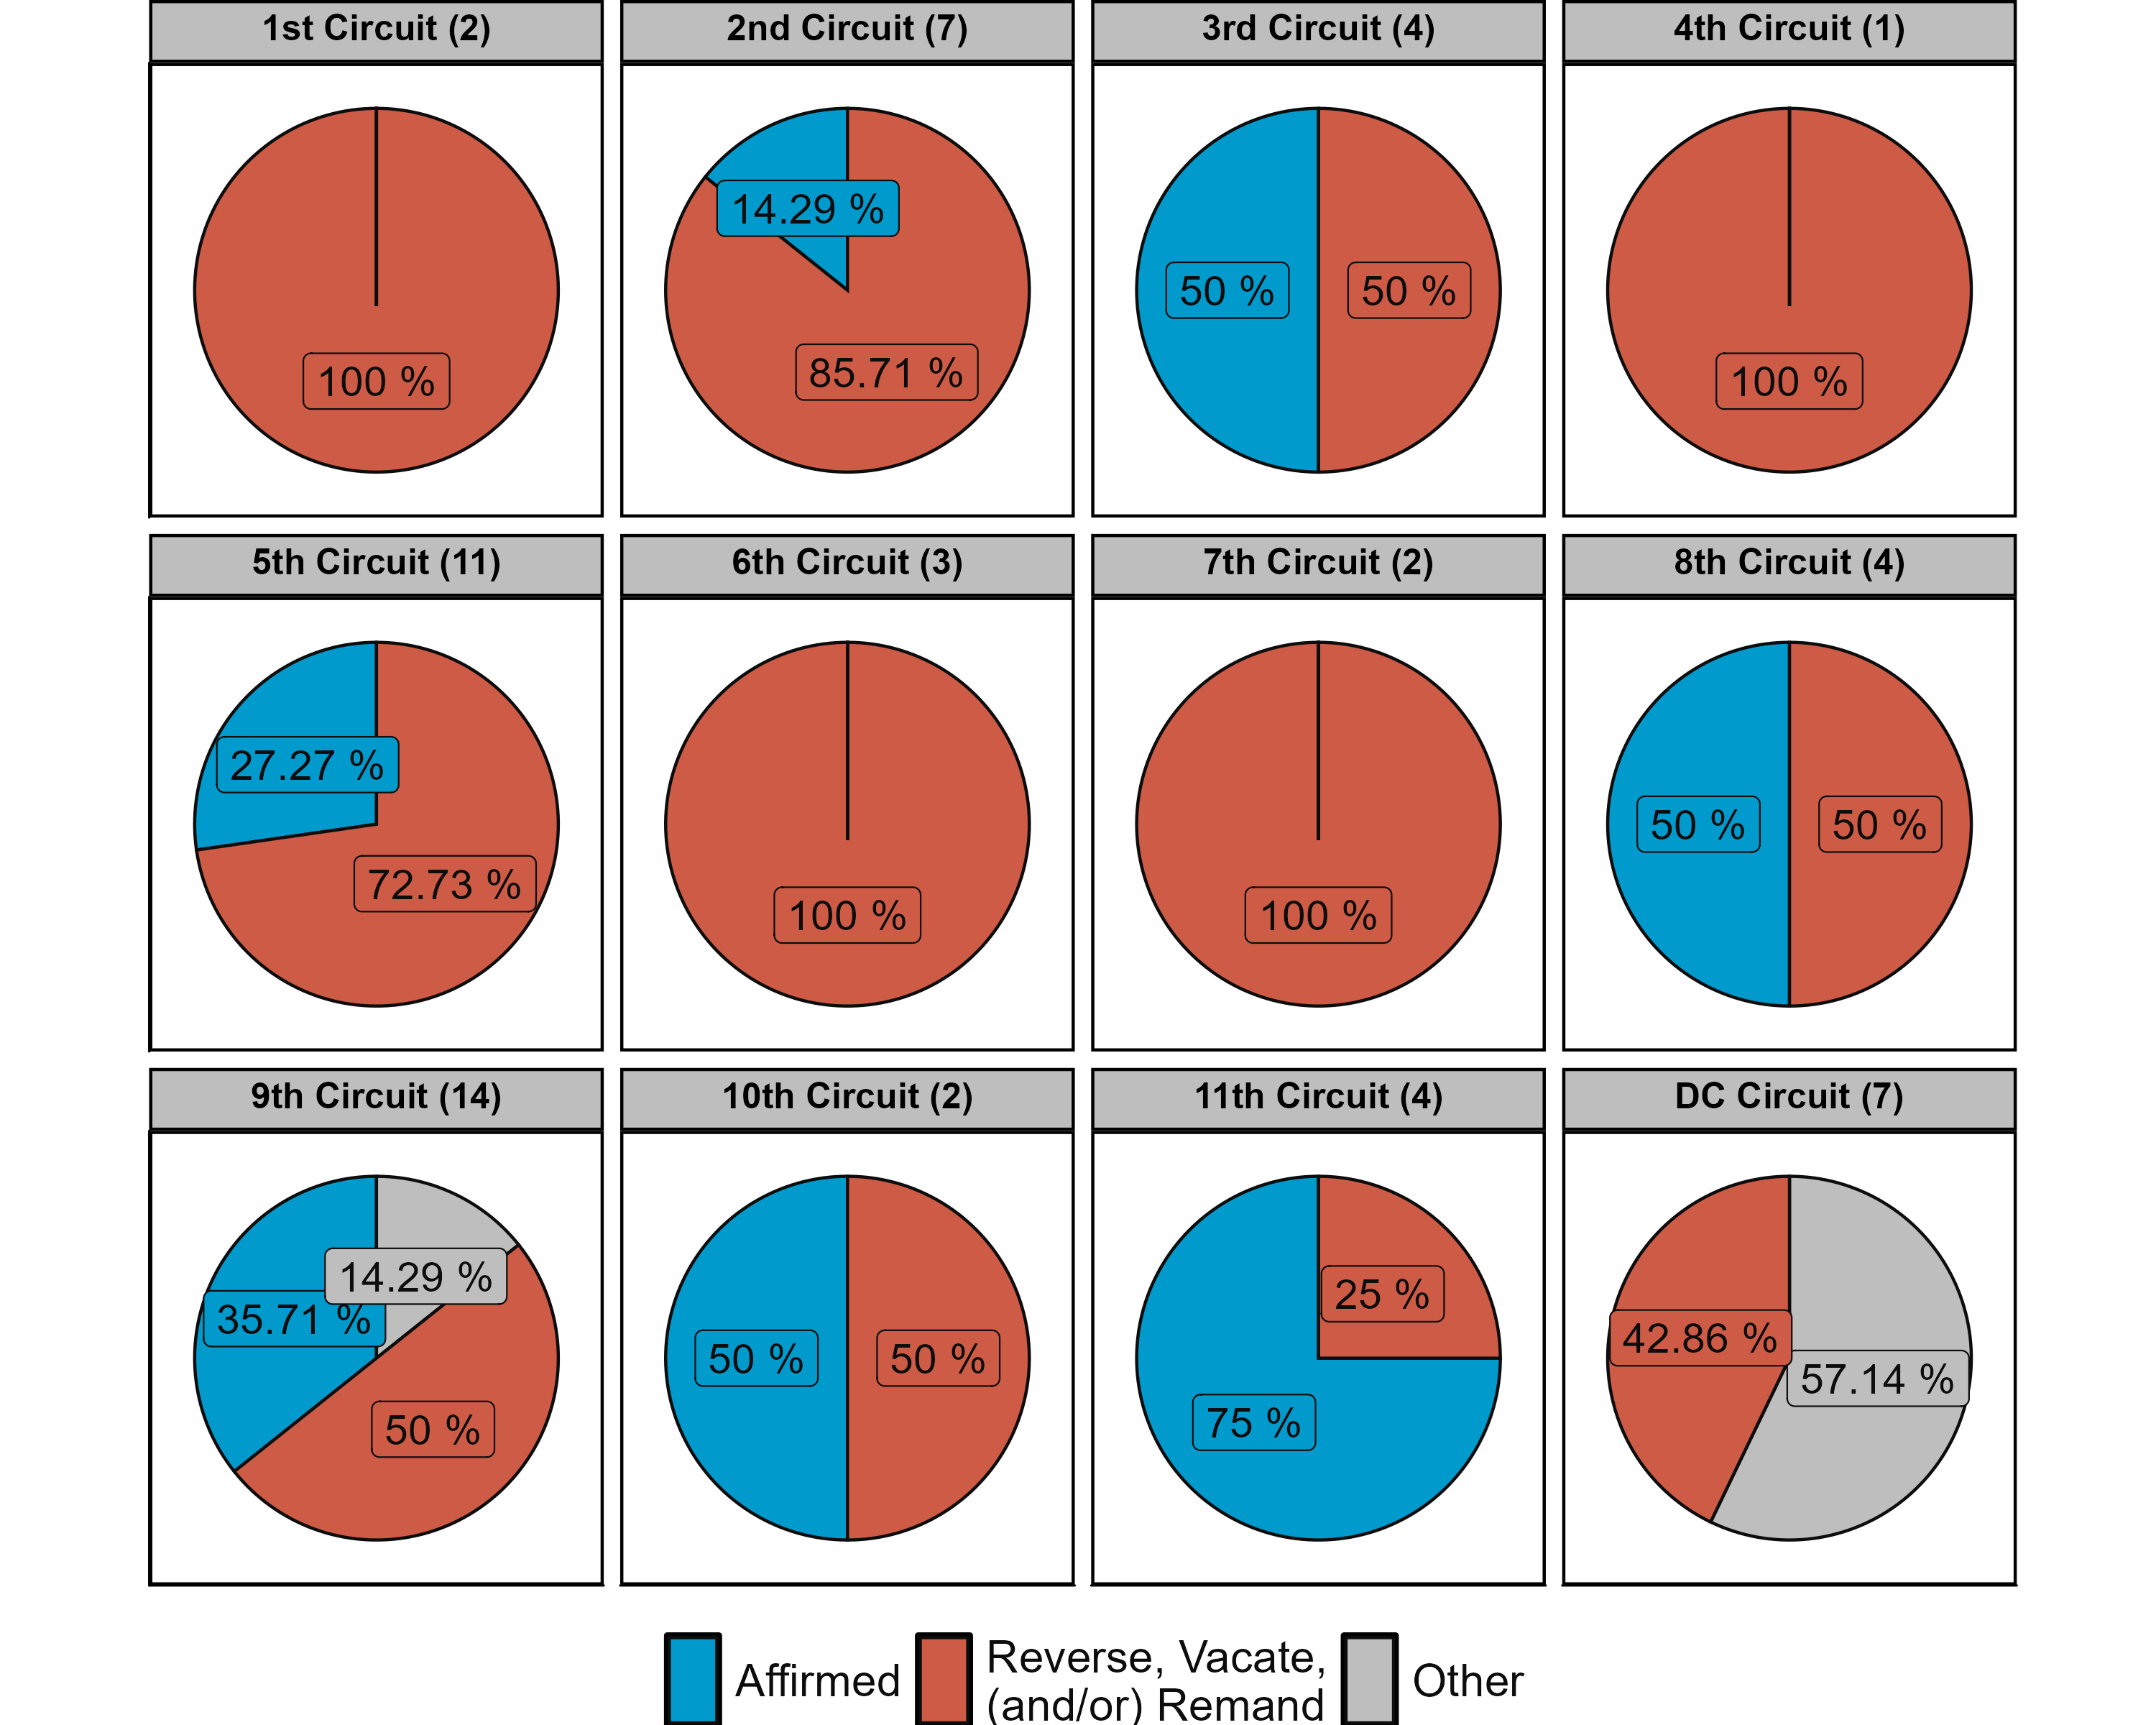 1st Circuit (2)
2nd Circuit (7)
3rd Circuit (4)
4th Circuit (1)
100 %
14.29 %
85.71 %
50 %
50 %
100 %
5th Circuit (11)
6th Circuit (3)
7th Circuit (2)
8th Circuit (4)
27.27 %
72.73 %
100 %
100 %
50 %
50 %
9th Circuit (14)
10th Circuit (2)
11th Circuit (4)
DC Circuit (7)
14.29 %
35.71 %
50 %
50 %
50 %
25 %
75 %
42.86 %
57.14 %
Affirmed
Reverse, Vacate,
(and/or) Remand
Other